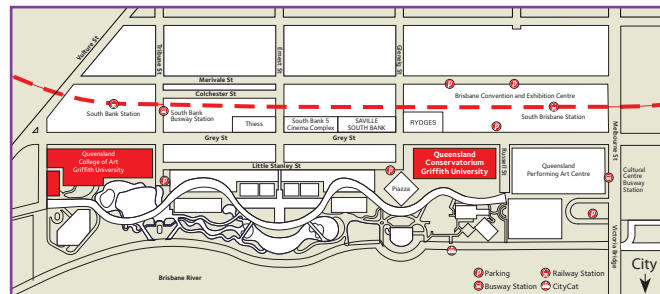 Vulture St
Tribune St
Ernest St
Glenelg St
Merivale St
Colchester St
Brisbane Convention and Exhibition Centre
South Bank Station
South Bank
Busway Station
Thiess
South Bank 5
Cinema Complex
SAVILLE
SOUTH BANK
RYDGES
South Brisbane Station
Grey St
Grey St
Melbourne St
Queensland
College of Art
Griffith University
Little Stanley St
Queensland
Conservatorium
Griffith University
Russell St
Queensland
Performing Art Centre
Cultural
Centre
Busway
Station
Piazza
Victoria Bridge
Brisbane River
P Parking
Railway Station
Busway Station
CityCat
City